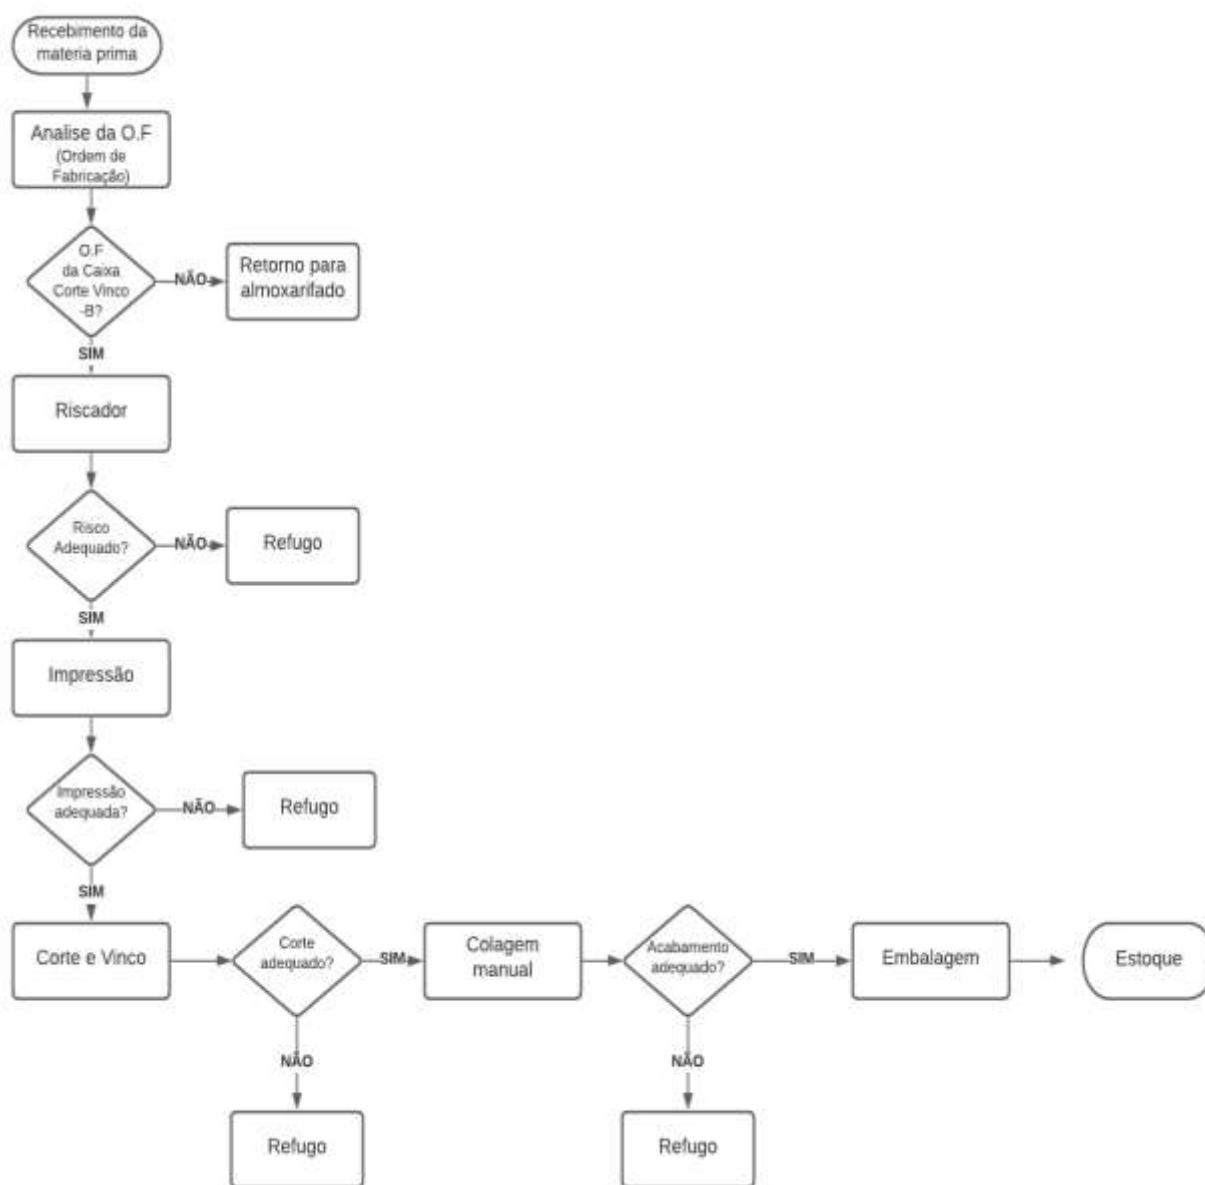 Recebimento da
materia prima
Analise da O.F
(Ordem de
Fabricação)
O.F
da Caixa
Corte Vinco
-B?
NÃO
Retorno para
almoxarifado
SIM
Riscador
Risco
Adequado?
NÃO
Refugo
SIM
Impressão
Impressão
adequada?
NÃO
Refugo
SIM
Corte e Vinco
Corte
adequado?
SIM
Colagem
manual
Acabamento
adequado?
SIM
Embalagem
Estoque
NÃO
NÃO
Refugo
Refugo